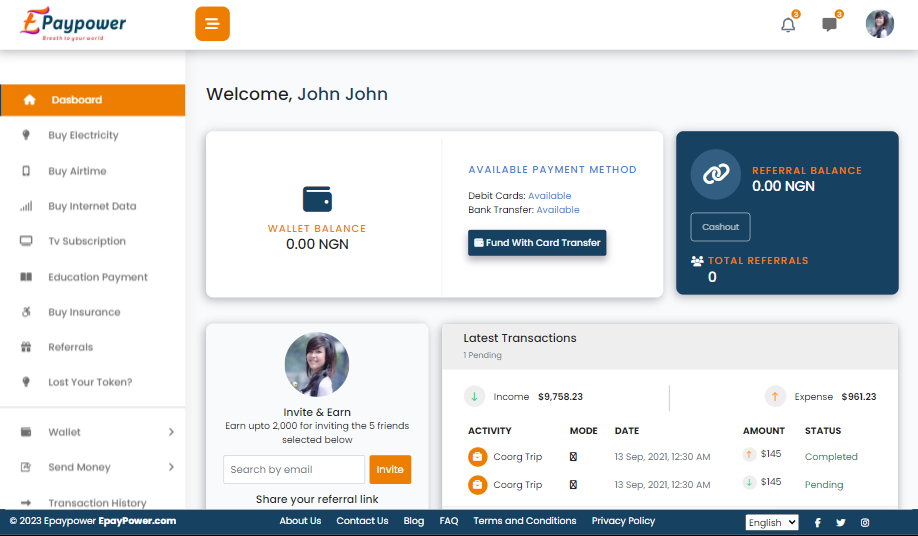 EPaypower
Breath to your world
3
3
Dasboard
Buy Electricity
Buy Airtime
Buy Internet Data
Tv Subscription
Education Payment
Buy Insurance
Referrals
Lost Your Token?
Wallet
Send Money
Transaction History
Welcome, John John
WALLET BALANCE
0.00 NGN
AVAILABLE PAYMENT METHOD
Debit Cards: Available
Bank Transfer: Available
Fund With Card Transfer
REFERRAL BALANCE
0.00 NGN
Cashout
TOTAL REFERRALS
0
Invite & Earn
Earn upto 2,000 for inviting the 5 friends
selected below
Search by email
Invite
Share your referral link
Latest Transactions
1 Pending
Income $9,758.23
Expense $961.23
ACTIVITY MODE DATE AMOUNT STATUS
Coorg Trip 13 Sep, 2021, 12:30 AM $145 Completed
Coorg Trip 13 Sep, 2021, 12:30 AM $145 Pending
© 2023 Epaypower EpayPower.com
About Us Contact Us Blog FAQ Terms and Conditions Privacy Policy
English